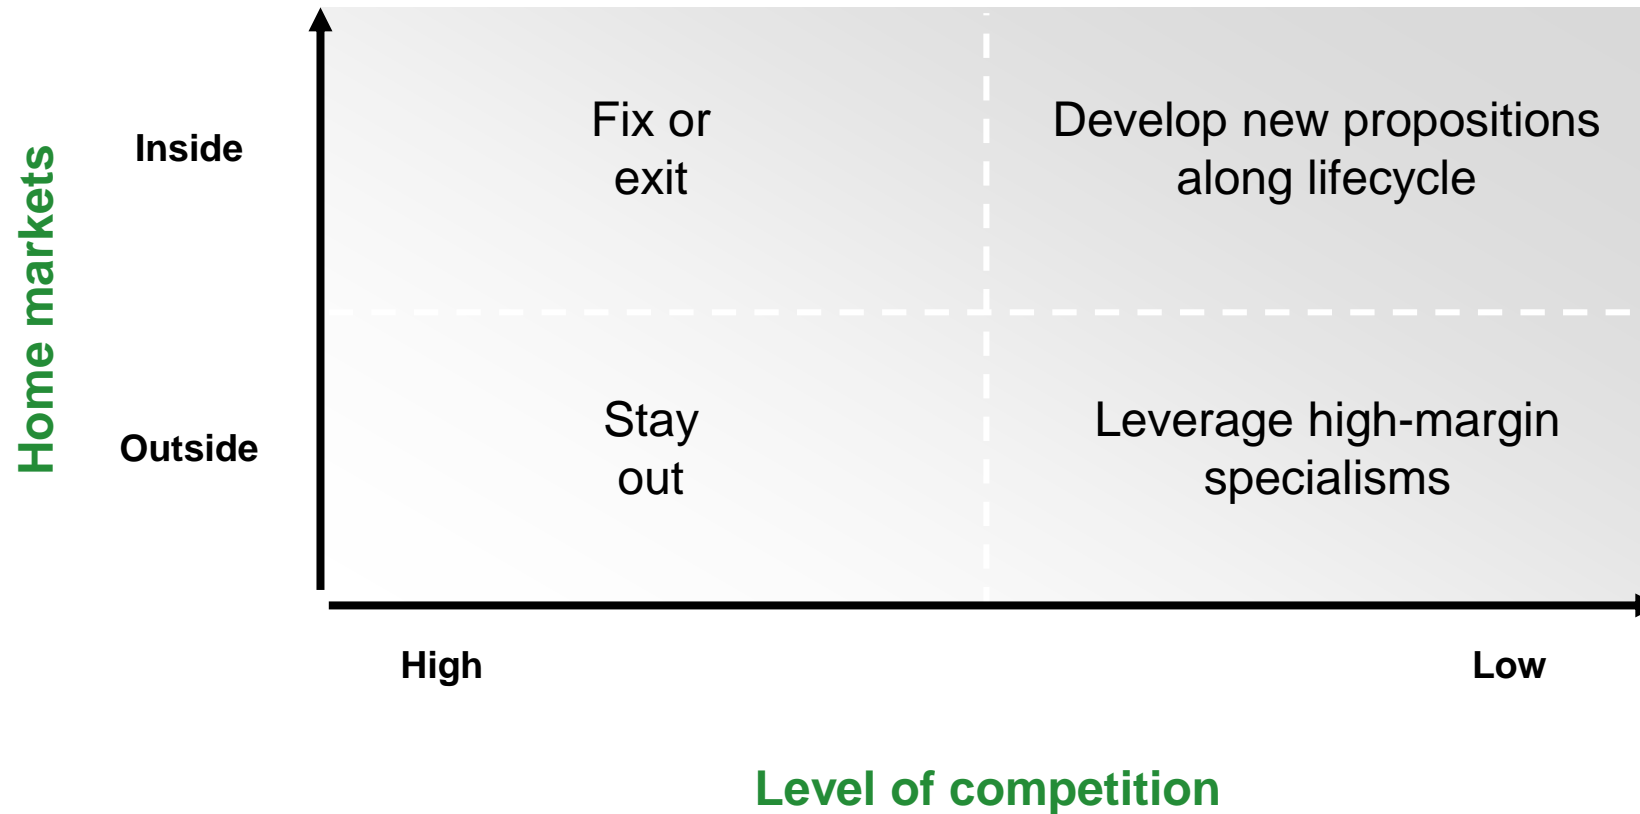 Home markets
Inside
Fix or
exit
Develop new propositions
along lifecycle
Outside
Stay
out
Leverage high-margin
specialisms
High
Low
Level of competition